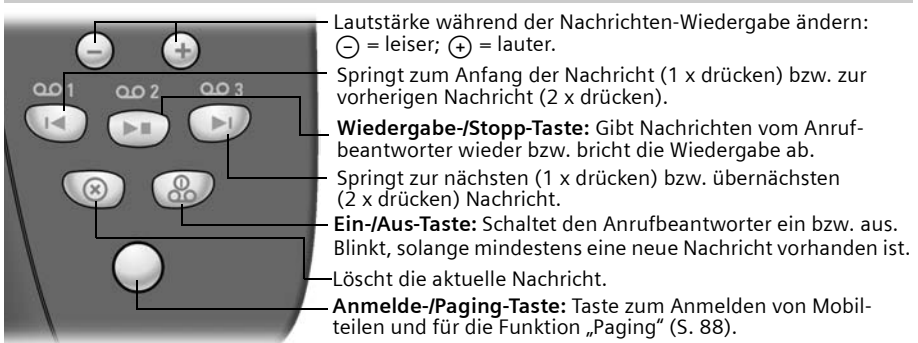 Lautstärke während der Nachrichten-Wiedergabe ändern:
⊖ = leiser; ⊕ = lauter.
1 2 3
Springt zum Anfang der Nachricht (1 x drücken) bzw. zur
vorherigen Nachricht (2 x drücken).
Wiedergabe-/Stopp-Taste: Gibt Nachrichten vom Anruf-
beantworter wieder bzw. bricht die Wiedergabe ab.
Springt zur nächsten (1 x drücken) bzw. übernächsten
(2 x drücken) Nachricht.
Ein-/Aus-Taste: Schaltet den Anrufbeantworter ein bzw. aus.
Blinkt, solange mindestens eine neue Nachricht vorhanden ist.
Löscht die aktuelle Nachricht.
Anmelde-/Paging-Taste: Taste zum Anmelden von Mobil-
teilen und für die Funktion „Paging“ (S. 88).